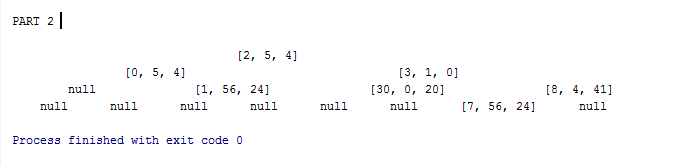 PART 2
[2, 5, 4]
[0, 5, 4] [3, 1, 0]
null [1, 56, 24] [30, 0, 20] [8, 4, 41]
null null null null null null [7, 56, 24] null
Process finished with exit code 0